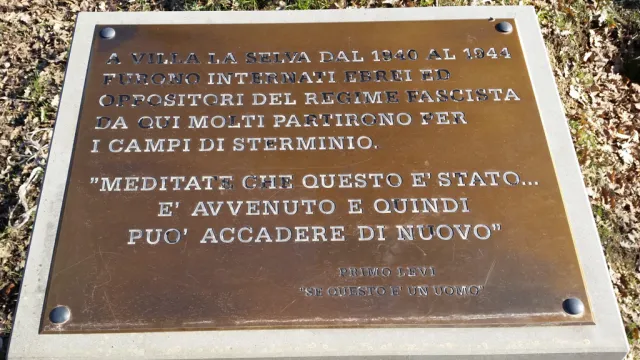 A VILLA LA SELVA DAL 1940 AL 1944
FURONO INTERNATI EBREI ED
OPPOSITORI DEL REGIME FASCISTA
DA QUI MOLTI PARTIRONO PER
I CAMPI DI STERMINIO.
"MEDITATE CHE QUESTO E' STATO...
E' AVVENUTO E QUINDI
PUO' ACCADERE DI NUOVO"
PRIMO LEVI
"SE QUESTO E' UN UOMO"